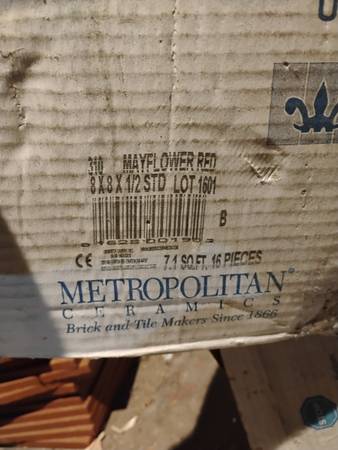 310 MAYFLOWER RED
8 X 8 X 1/2 STD LOT 1601
B
CE 7.1 SQ.FT. 16 PIECES
METROPOLITAN®
CERAMICS
Brick and Tile Makers Since 1866